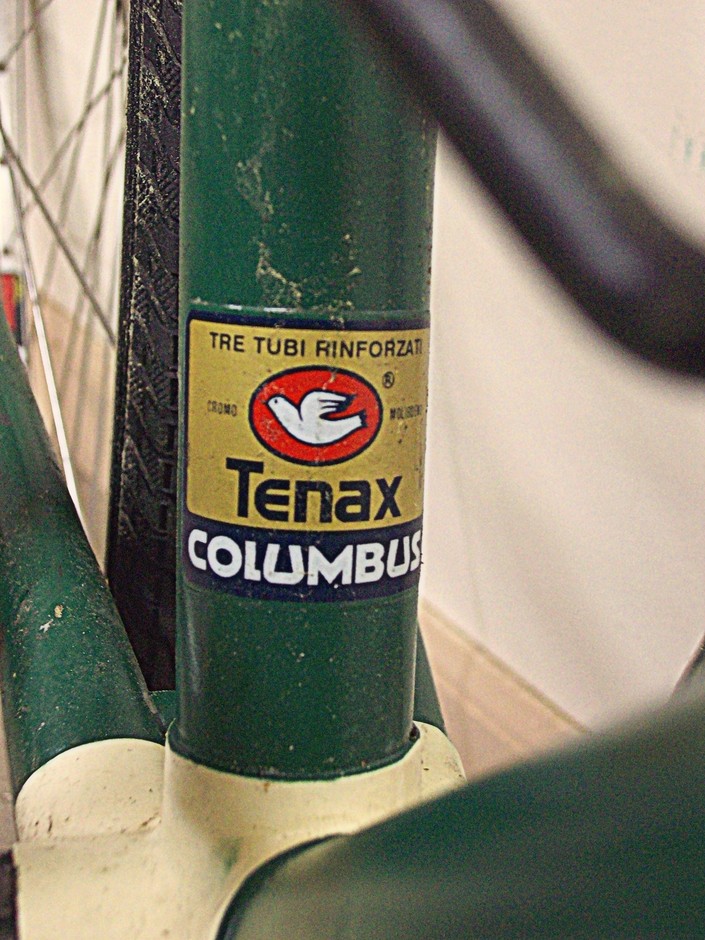 TRE TUBI RINFORZATI
®
CROMO
MOLIBDENO
Tenax
COLUMBUS